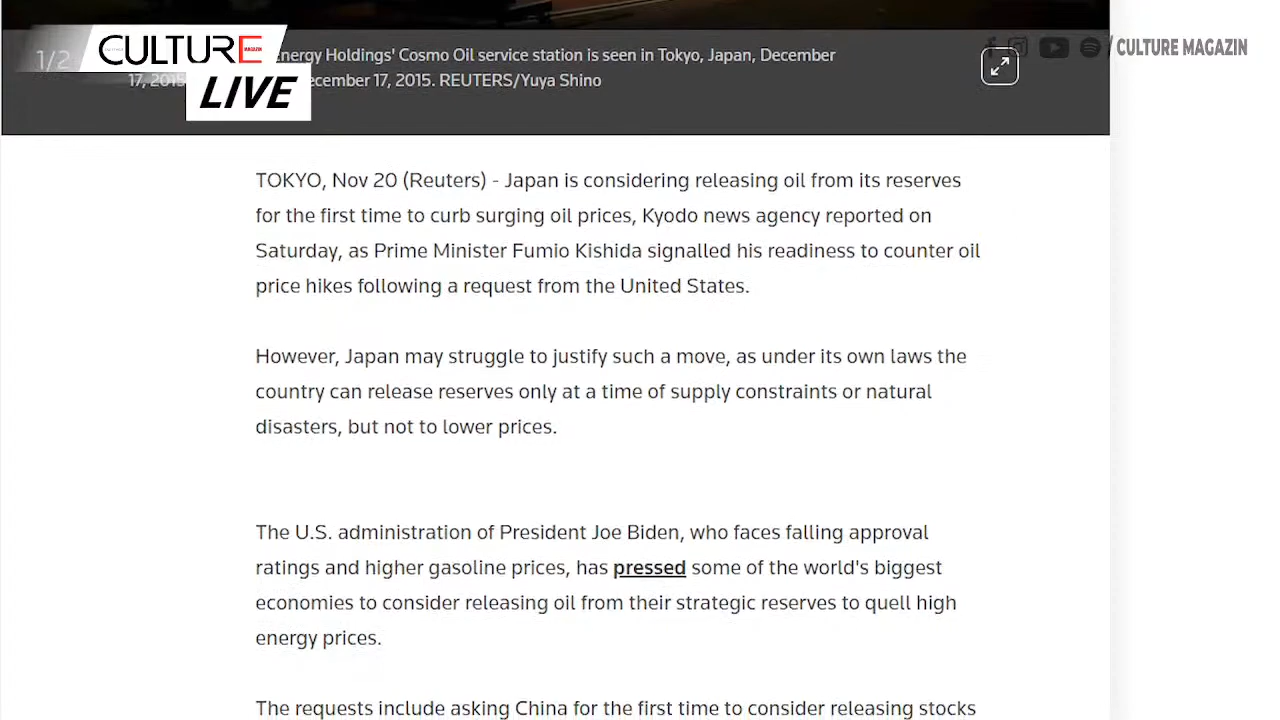 1/2
CULTURE
MAGAZIN
LIVE
Energy Holdings' Cosmo Oil service station is seen in Tokyo, Japan, December
17, 2015 December 17, 2015. REUTERS/Yuya Shino
/ CULTURE MAGAZIN
TOKYO, Nov 20 (Reuters) - Japan is considering releasing oil from its reserves
for the first time to curb surging oil prices, Kyodo news agency reported on
Saturday, as Prime Minister Fumio Kishida signalled his readiness to counter oil
price hikes following a request from the United States.
However, Japan may struggle to justify such a move, as under its own laws the
country can release reserves only at a time of supply constraints or natural
disasters, but not to lower prices.
The U.S. administration of President Joe Biden, who faces falling approval
ratings and higher gasoline prices, has pressed some of the world's biggest
economies to consider releasing oil from their strategic reserves to quell high
energy prices.
The requests include asking China for the first time to consider releasing stocks